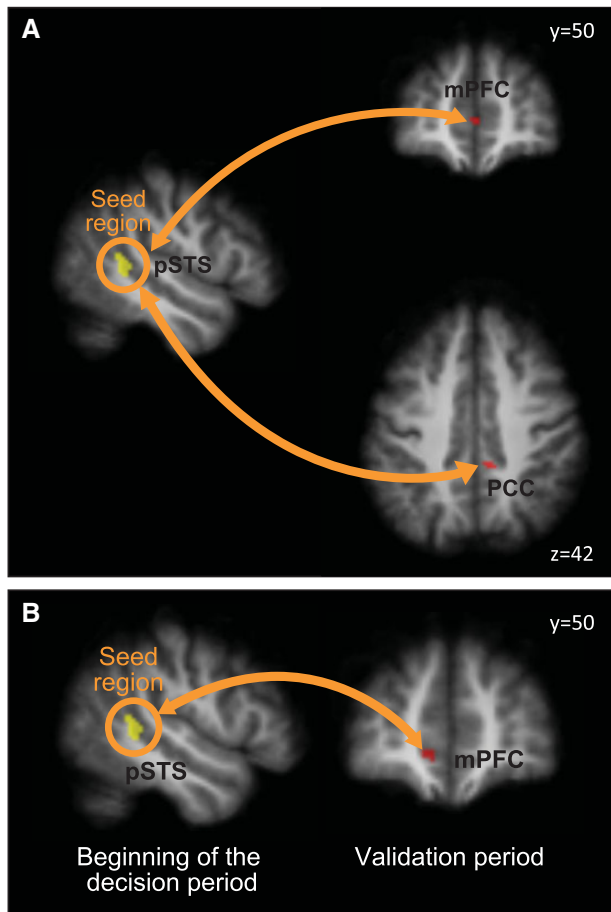 A
y=50
mPFC
Seed
region
pSTS
PCC
z=42
B
y=50
Seed
region
mPFC
pSTS
Beginning of the
decision period
Validation period